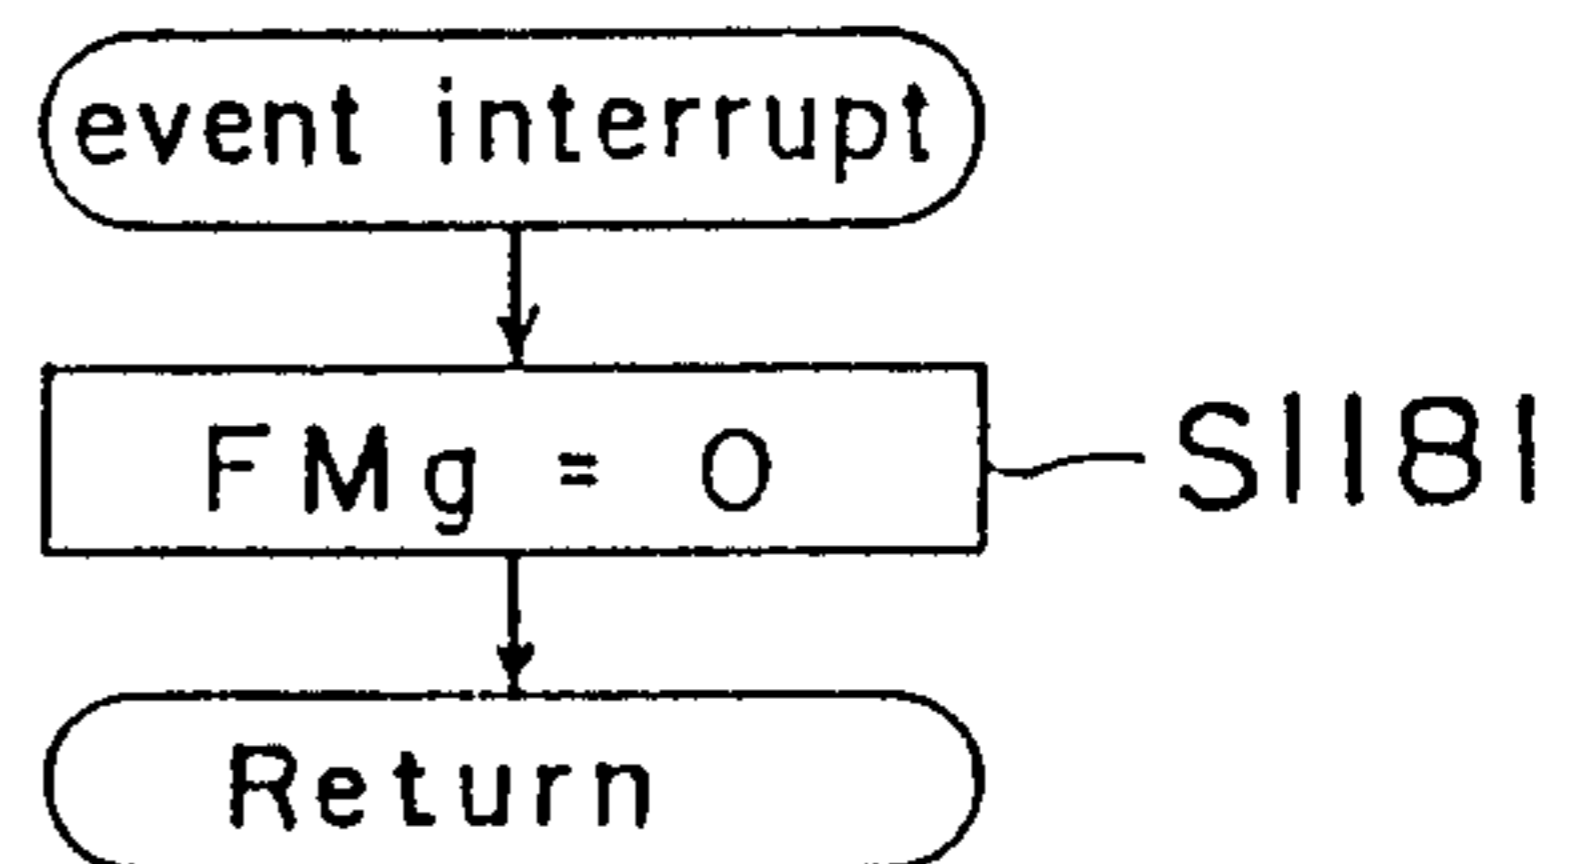 event interrupt
FMg = 0
S1181
Return